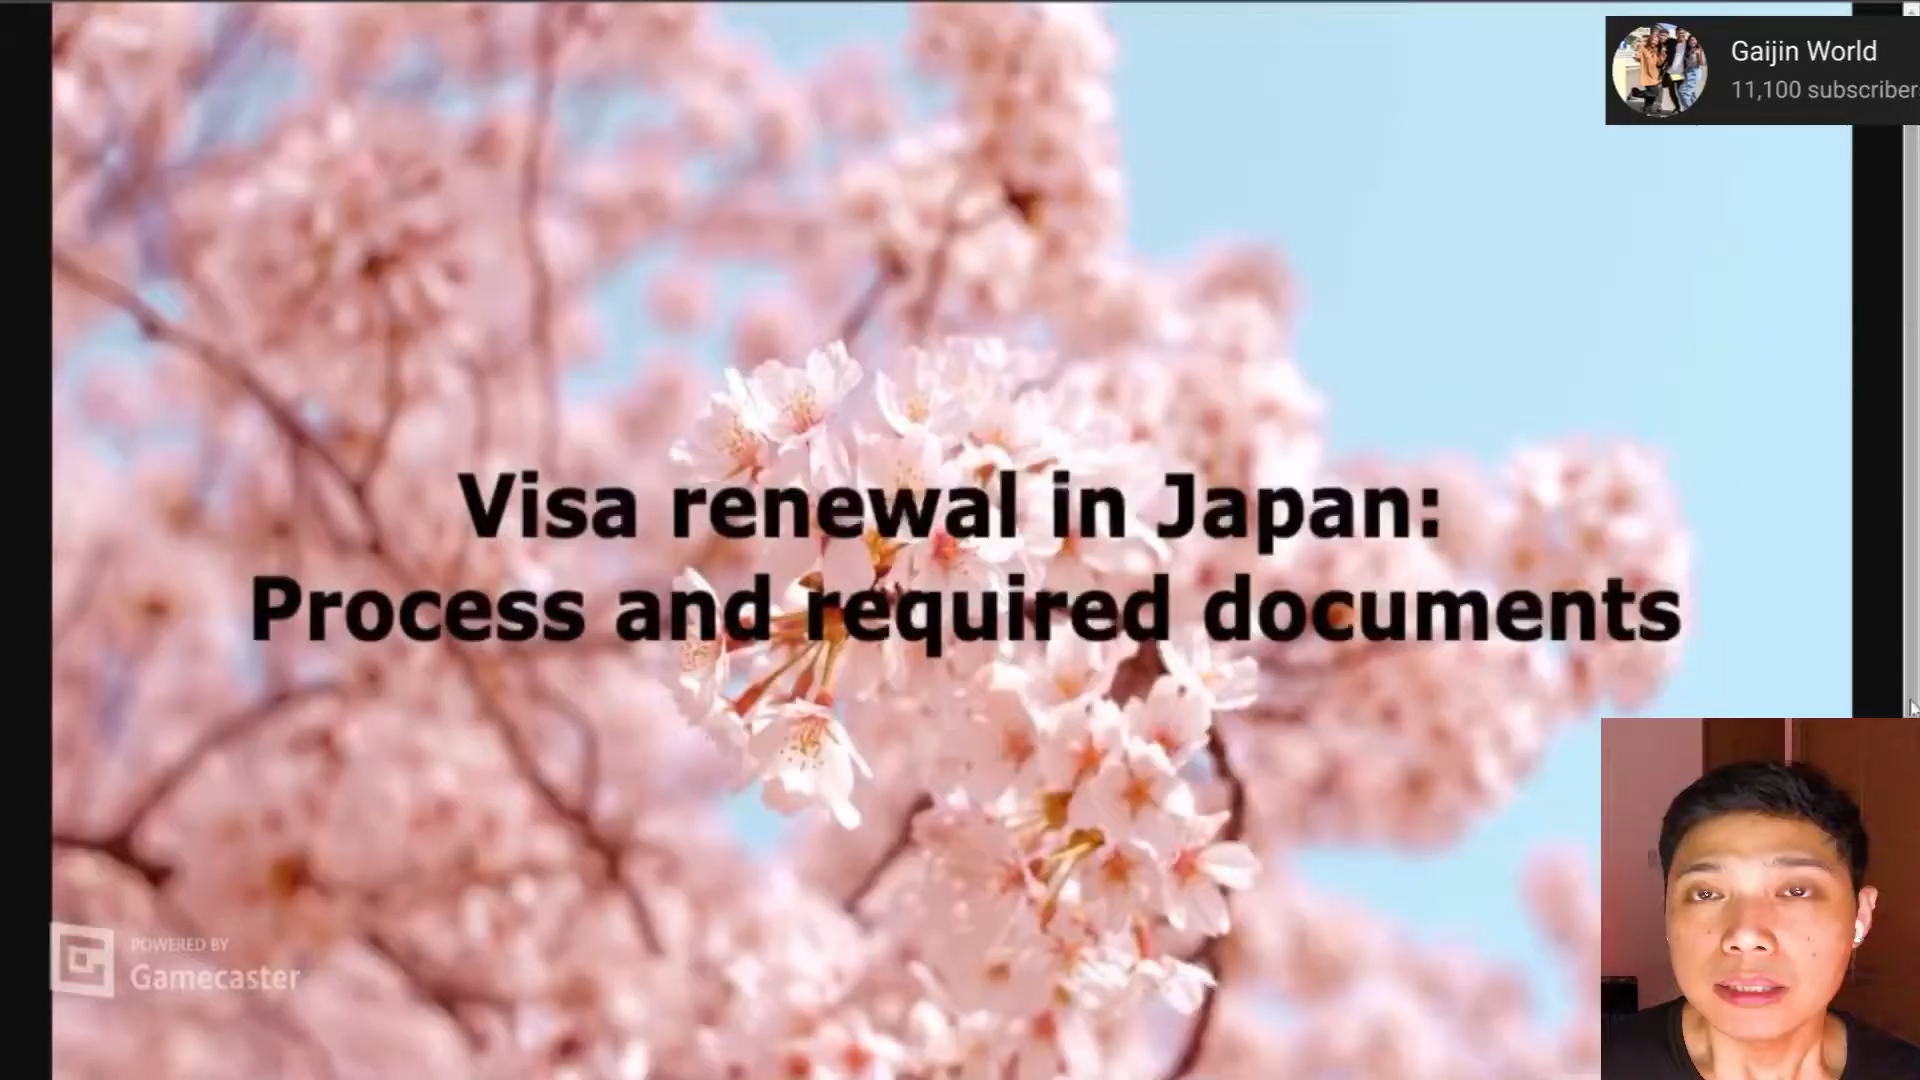 Gaijin World
11,100 subscriber
Visa renewal in Japan:
Process and required documents
POWERED BY
Gamecaster